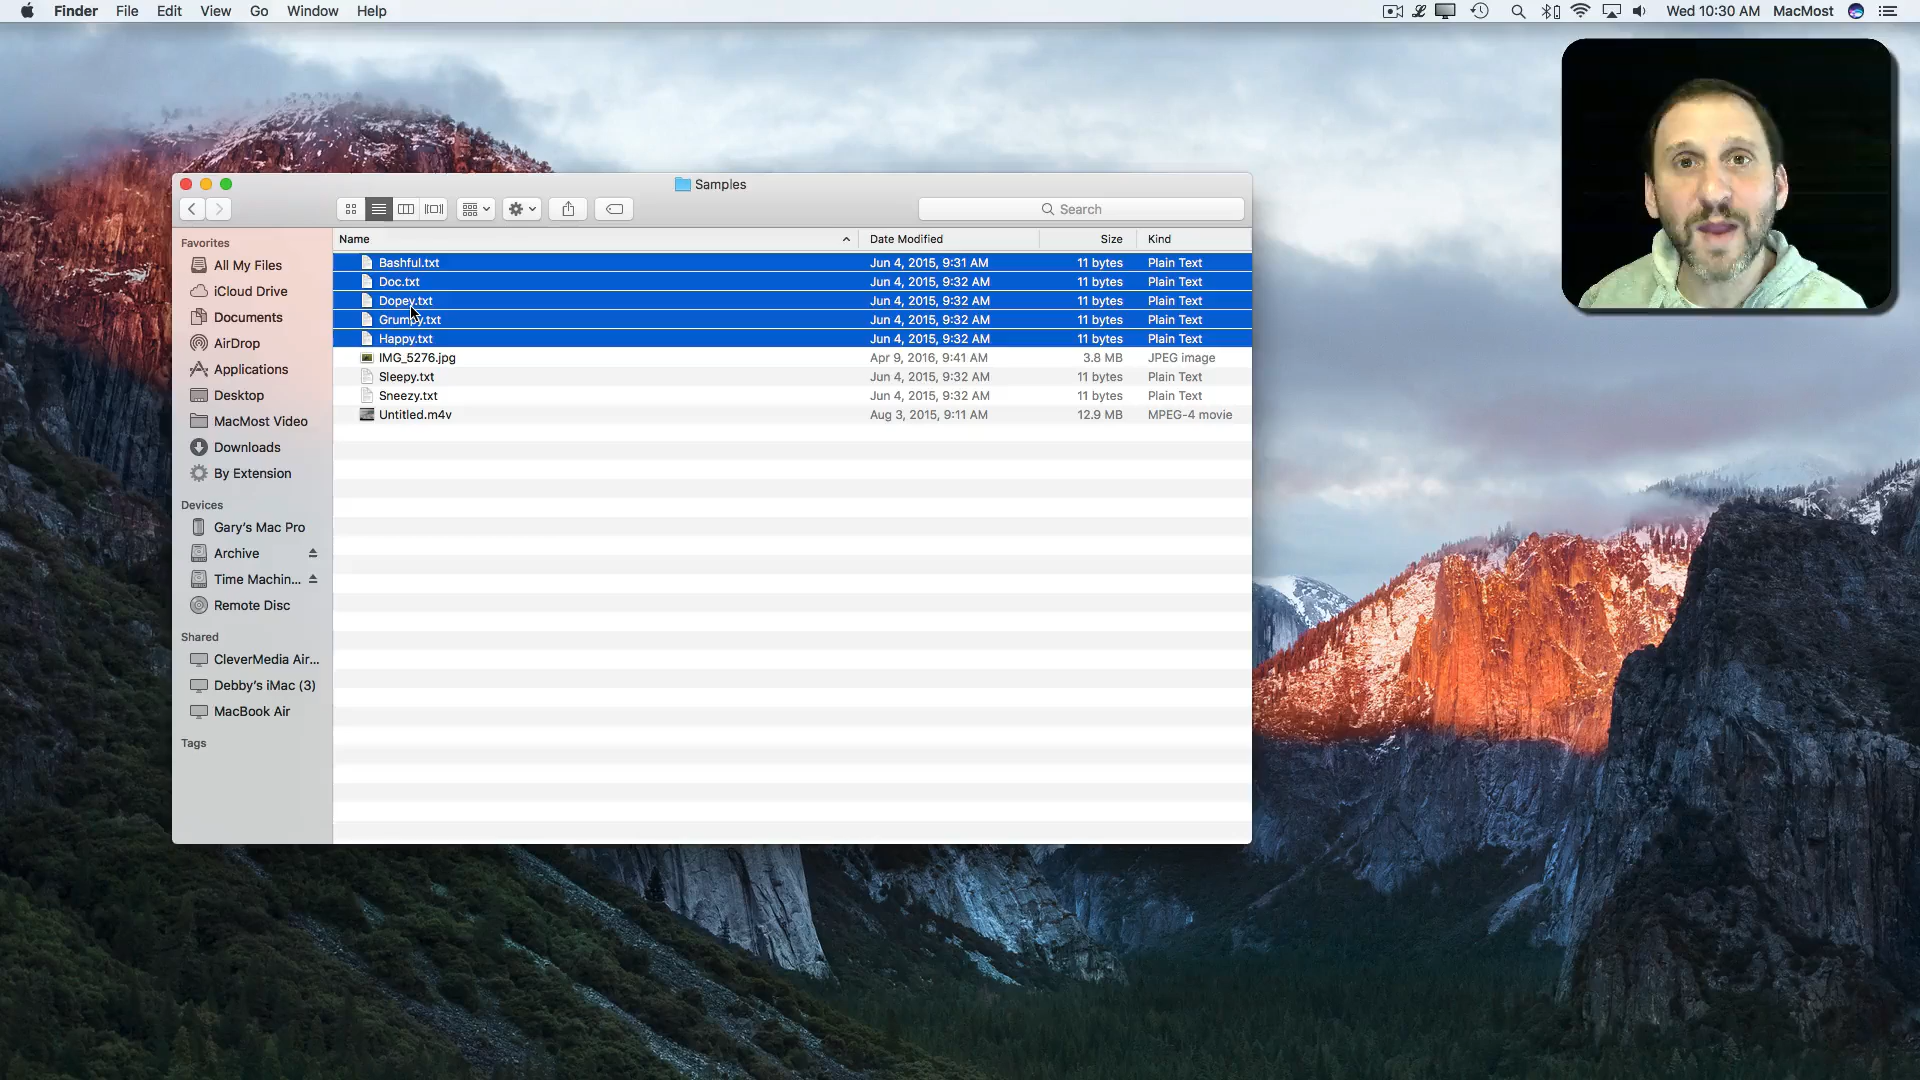 Finder File Edit View Go Window Help Wed 10:30 AM MacMost
Samples
Search
Favorites
All My Files
iCloud Drive
Documents
AirDrop
Applications
Desktop
MacMost Video
Downloads
By Extension
Devices
Gary's Mac Pro
Archive
Time Machin...
Remote Disc
Shared
CleverMedia Air...
Debby's iMac (3)
MacBook Air
Tags
Name Date Modified Size Kind
Bashful.txt Jun 4, 2015, 9:31 AM 11 bytes Plain Text
Doc.txt Jun 4, 2015, 9:32 AM 11 bytes Plain Text
Dopey.txt Jun 4, 2015, 9:32 AM 11 bytes Plain Text
Grumpy.txt Jun 4, 2015, 9:32 AM 11 bytes Plain Text
Happy.txt Jun 4, 2015, 9:32 AM 11 bytes Plain Text
IMG_5276.jpg Apr 9, 2016, 9:41 AM 3.8 MB JPEG image
Sleepy.txt Jun 4, 2015, 9:32 AM 11 bytes Plain Text
Sneezy.txt Jun 4, 2015, 9:32 AM 11 bytes Plain Text
Untitled.m4v Aug 3, 2015, 9:11 AM 12.9 MB MPEG-4 movie